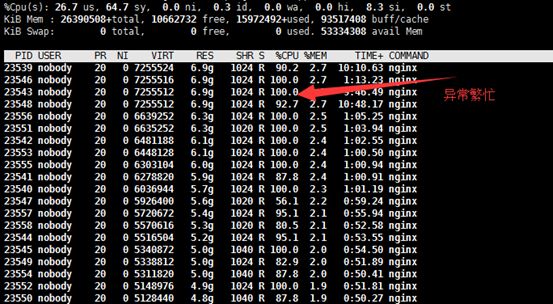 %Cpu(s): 26.7 us, 64.7 sy, 0.0 ni, 0.3 id, 0.0 wa, 0.0 hi, 8.3 si, 0.0 st
KiB Mem : 26390508+total, 10662732 free, 15972492+used, 93517408 buff/cache
KiB Swap: 0 total, 0 free, 0 used. 53334308 avail Mem
PID USER PR NI VIRT RES SHR S %CPU %MEM TIME+ COMMAND
23539 nobody 20 0 7255524 6.9g 1024 R 90.2 2.7 10:10.63 nginx
23546 nobody 20 0 7255516 6.9g 1024 R 100.0 2.7 1:13.23 nginx
23543 nobody 20 0 7255512 6.9g 1024 R 100.0 nginx
23548 nobody 20 0 7255512 6.9g 1024 R 92.7 2.7 10:48.17 nginx
异常繁忙
23556 nobody 20 0 6639252 6.3g 1024 R 100.0 2.5 1:05.25 nginx
23551 nobody 20 0 6635252 6.3g 1020 R 100.0 2.5 1:03.94 nginx
23542 nobody 20 0 6481188 6.1g 1024 R 100.0 2.4 1:02.55 nginx
23553 nobody 20 0 6448128 6.1g 1024 R 100.0 2.4 1:00.50 nginx
23555 nobody 20 0 6303104 6.0g 1024 R 100.0 2.4 1:00.94 nginx
23541 nobody 20 0 6278820 5.9g 1024 R 87.8 2.4 1:00.91 nginx
23540 nobody 20 0 6036944 5.7g 1024 R 100.0 2.3 1:01.19 nginx
23547 nobody 20 0 5926400 5.6g 1020 R 56.1 2.2 0:59.24 nginx
23557 nobody 20 0 5720672 5.4g 1024 R 95.1 2.1 0:55.94 nginx
23558 nobody 20 0 5570616 5.3g 1020 R 80.5 2.1 0:52.58 nginx
23544 nobody 20 0 5516504 5.2g 1024 R 95.1 2.1 0:53.55 nginx
23545 nobody 20 0 5340872 5.0g 1040 R 100.0 2.0 0:54.50 nginx
23549 nobody 20 0 5338812 5.0g 1024 R 82.9 2.0 0:51.89 nginx
23554 nobody 20 0 5311820 5.0g 1040 R 87.8 2.0 0:50.41 nginx
23552 nobody 20 0 5148976 4.9g 1024 R 100.0 1.9 0:51.81 nginx
23550 nobody 20 0 5128440 4.8g 1040 R 87.8 1.9 0:50.27 nginx